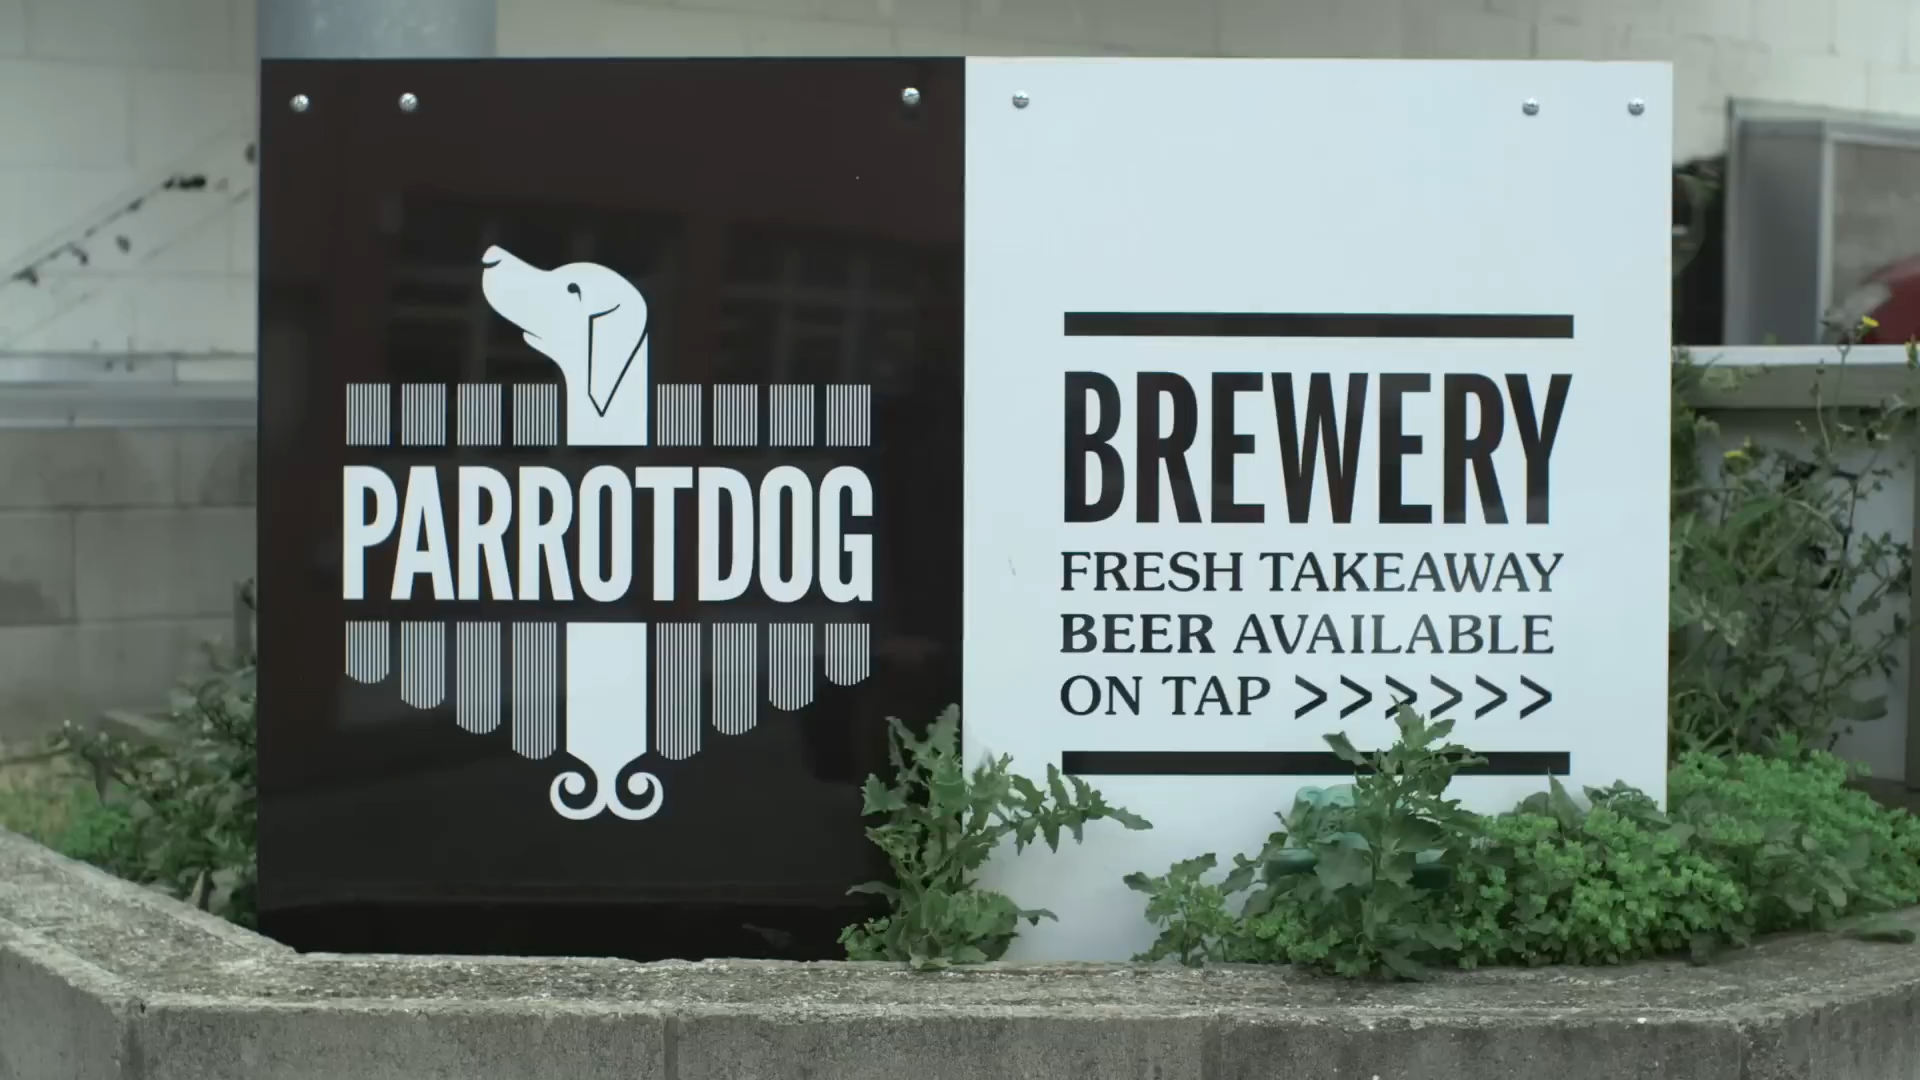 PARROTDOG
BREWERY
FRESH TAKEAWAY
BEER AVAILABLE
ON TAP >>>>>>